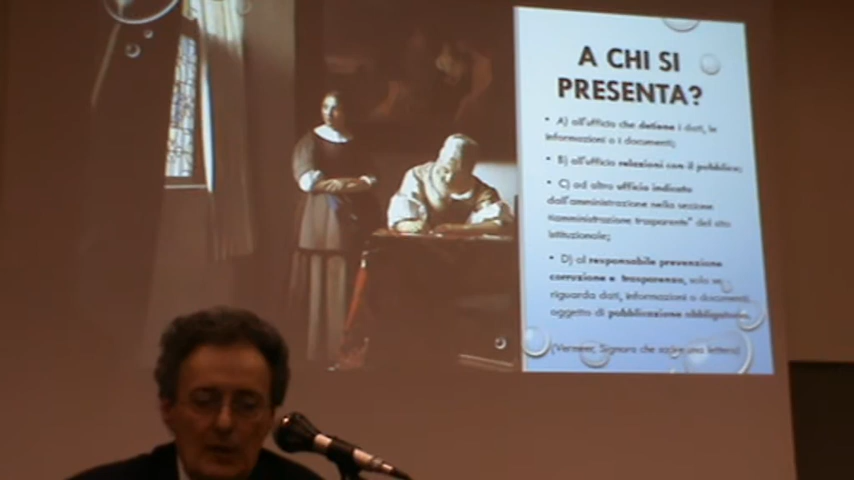 A CHI SI
PRESENTA?
• A) all'ufficio che detiene i dati, le
informazioni o i documenti;
• B) all'ufficio relazioni con il pubblico;
• C) ad altro ufficio indicato
dall'amministrazione nella sezione
"amministrazione trasparente" del sito
istituzionale;
• D) al responsabile prevenzione
corruzione e trasparenza, solo se
riguarda dati, informazioni o documenti
oggetto di pubblicazione obbligatoria.
(Vermeer, Signora che scrive una lettera)